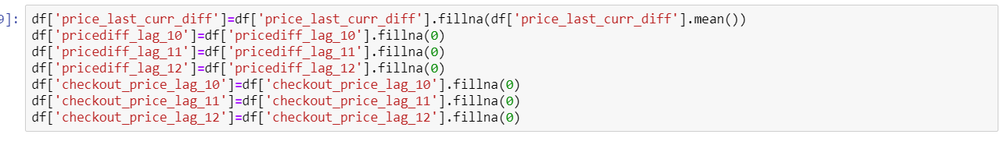 9]: df['price_last_curr_diff']=df['price_last_curr_diff'].fillna(df['price_last_curr_diff'].mean())
df['pricediff_lag_10']=df['pricediff_lag_10'].fillna(0)
df['pricediff_lag_11']=df['pricediff_lag_11'].fillna(0)
df['pricediff_lag_12']=df['pricediff_lag_12'].fillna(0)
df['checkout_price_lag_10']=df['checkout_price_lag_10'].fillna(0)
df['checkout_price_lag_11']=df['checkout_price_lag_11'].fillna(0)
df['checkout_price_lag_12']=df['checkout_price_lag_12'].fillna(0)